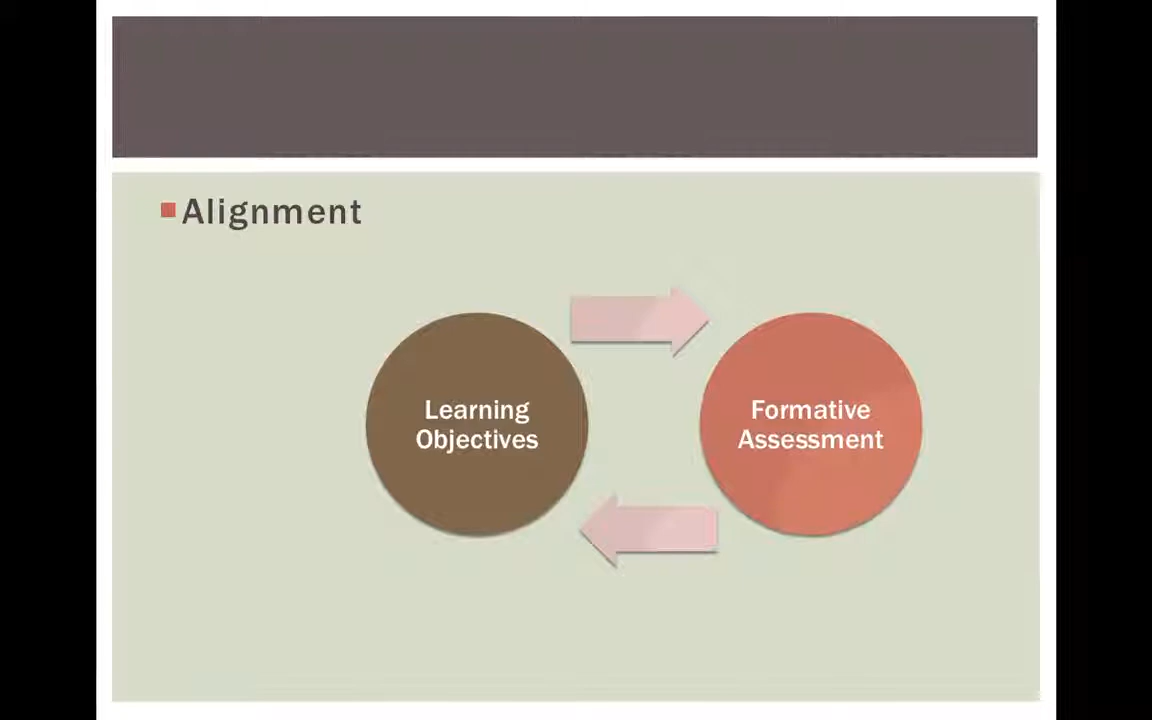 Alignment
Learning
Objectives
Formative
Assessment